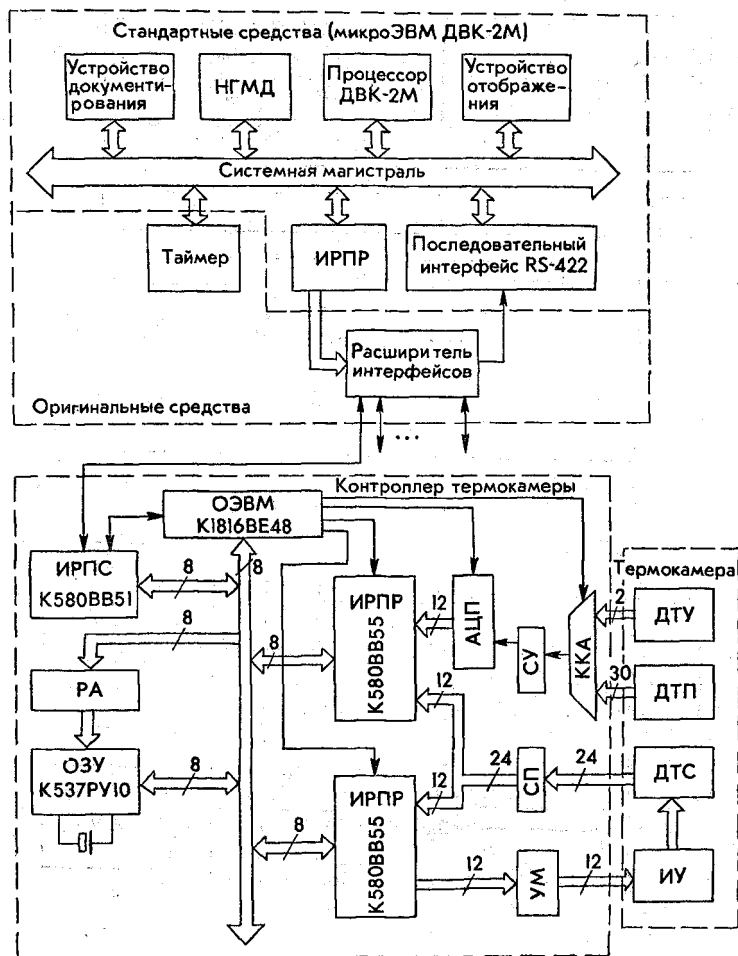 Стандартные средства (микроЭВМ ДВК-2М)
Устройство
документи-
рования
НГМД
Процессор
ДВК-2М
Устройство
отображе-
ния
Системная магистраль
Таймер
ИРПР
Последовательный
интерфейс RS-422
Расширитель
интерфейсов
Оригинальные средства
...
Контроллер термокамеры
ОЭВМ
К1816ВЕ48
ИРПС
К580ВВ51
8
8
8
РА
ОЗУ
К537РУ10
8
ИРПР
К580ВВ55
8
12
АЦП
СУ
ККА
12
Термокамера
2
ДТУ
30
ДТП
ИРПР
К580ВВ55
8
12
24
СП
24
ДТС
12
УМ
12
ИУ